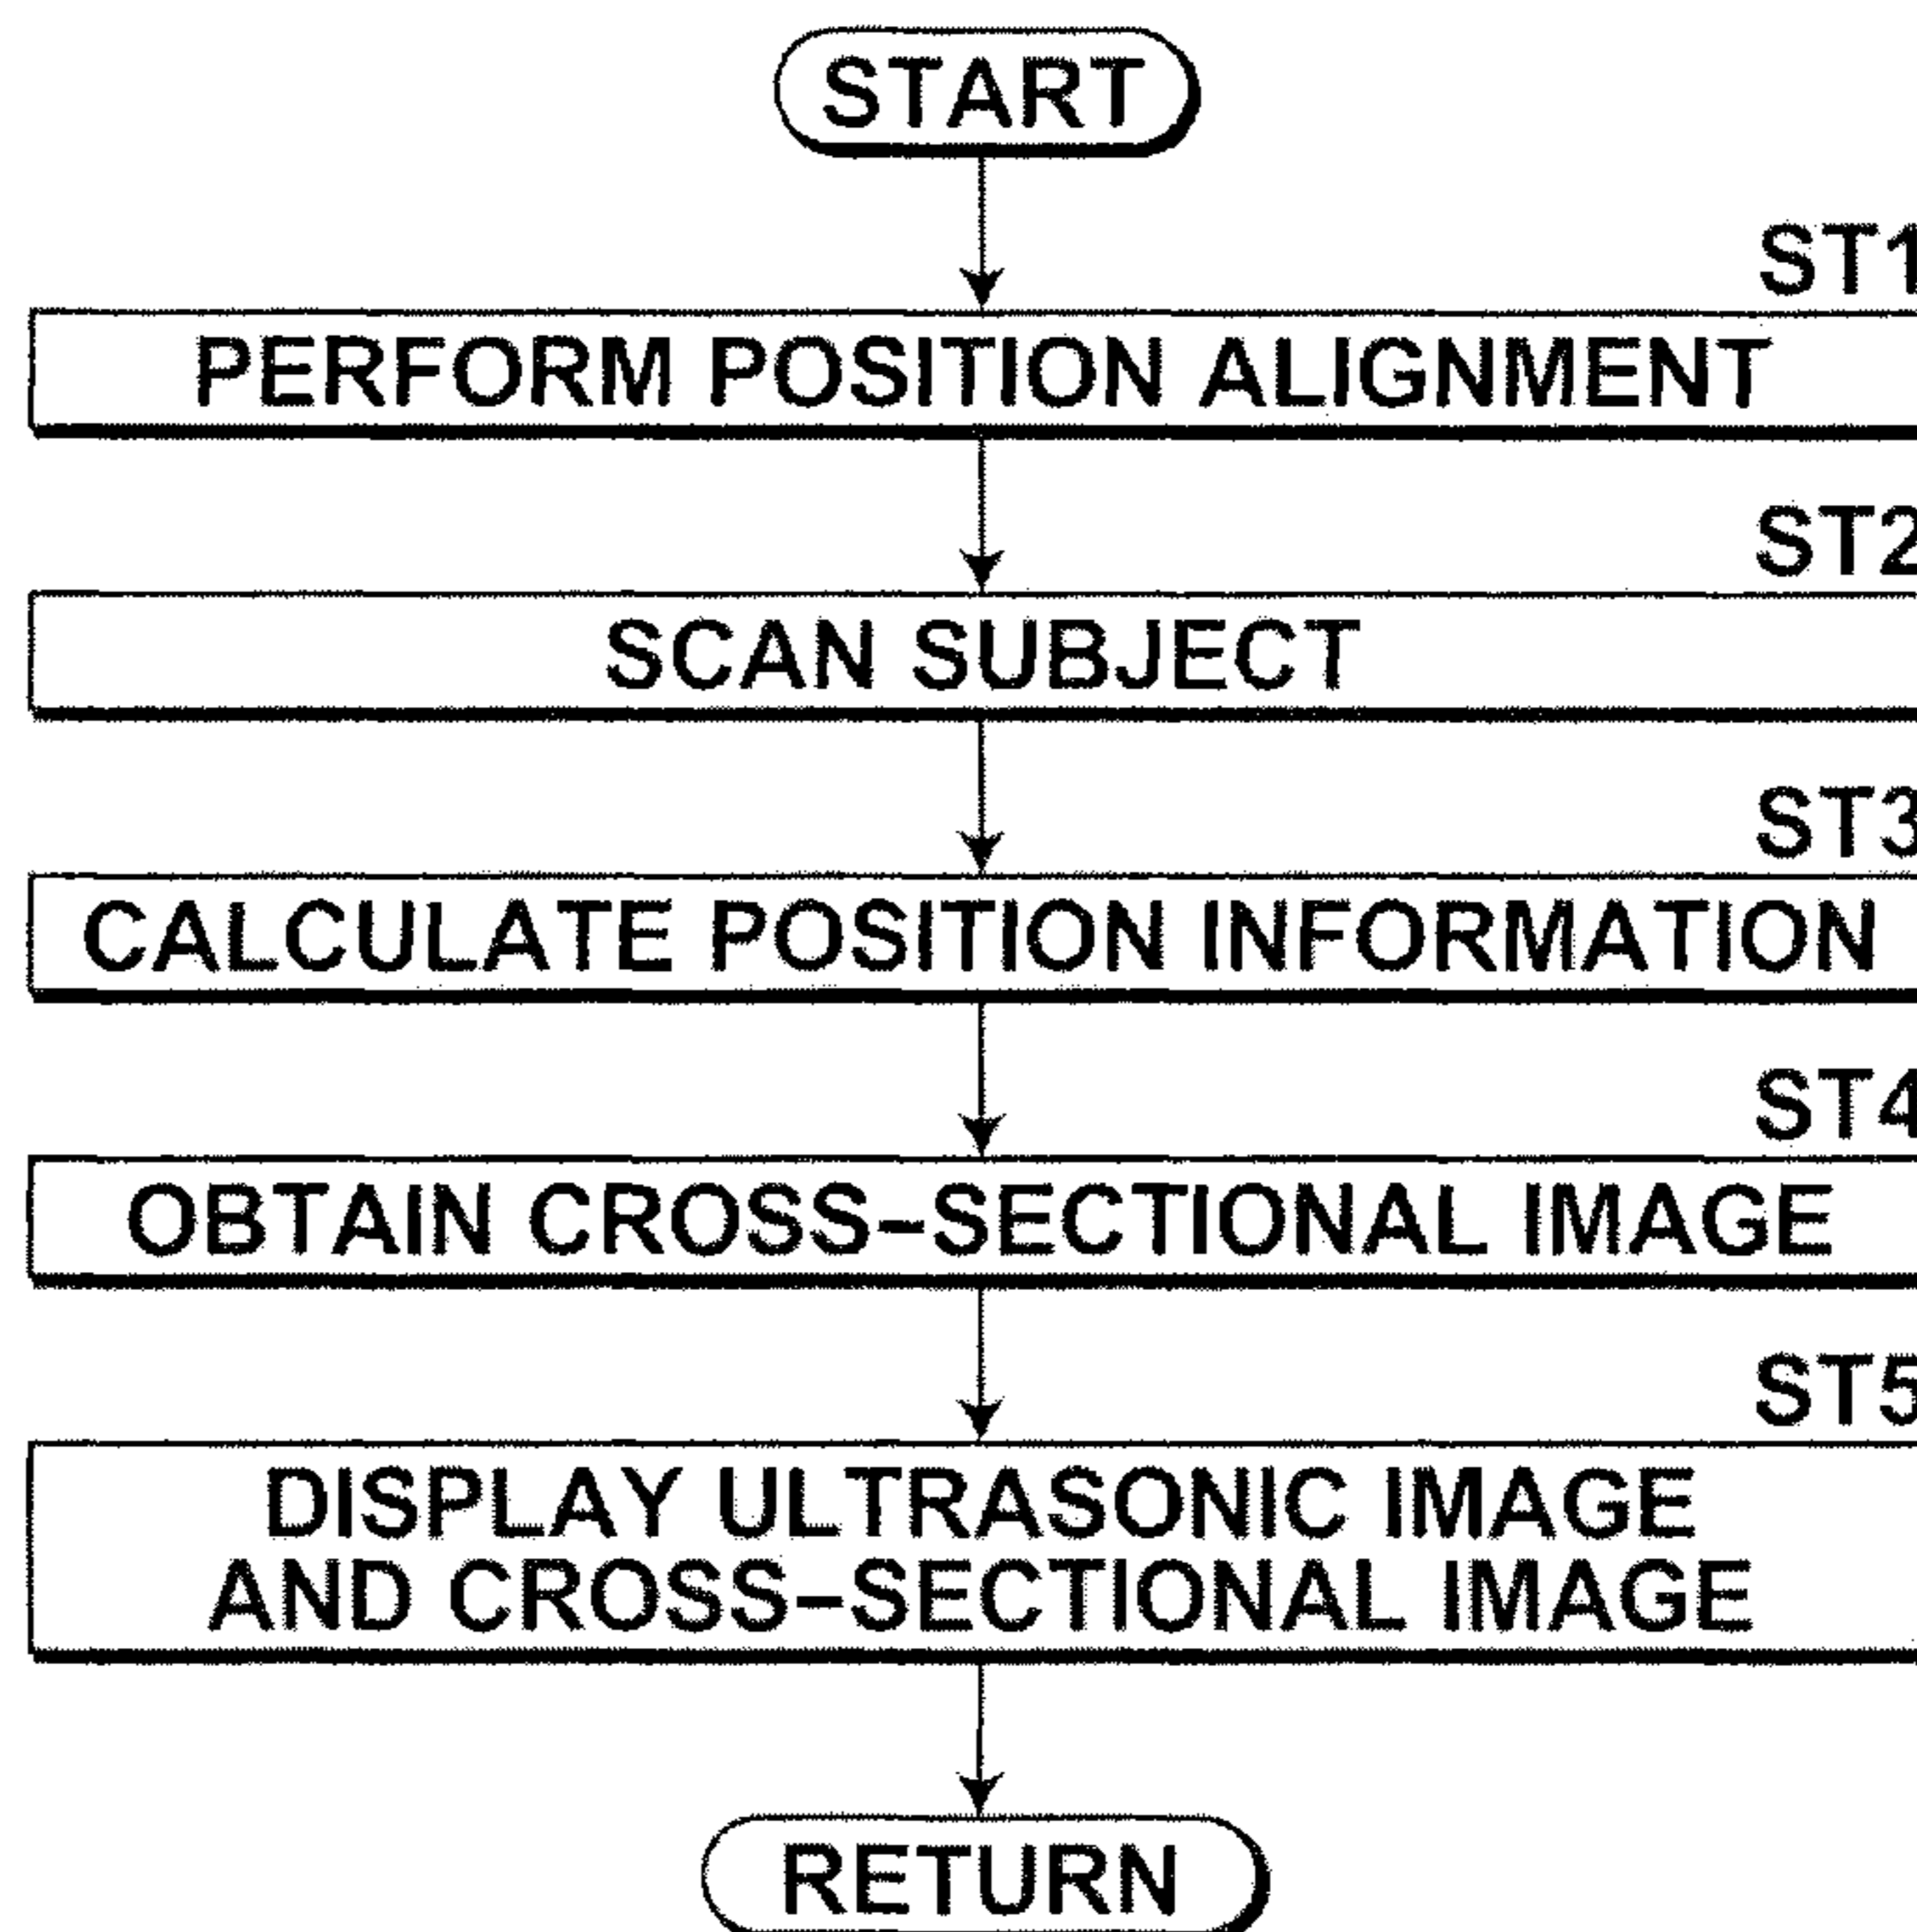 START
ST1
PERFORM POSITION ALIGNMENT
ST2
SCAN SUBJECT
ST3
CALCULATE POSITION INFORMATION
ST4
OBTAIN CROSS-SECTIONAL IMAGE
ST5
DISPLAY ULTRASONIC IMAGE
AND CROSS-SECTIONAL IMAGE
RETURN